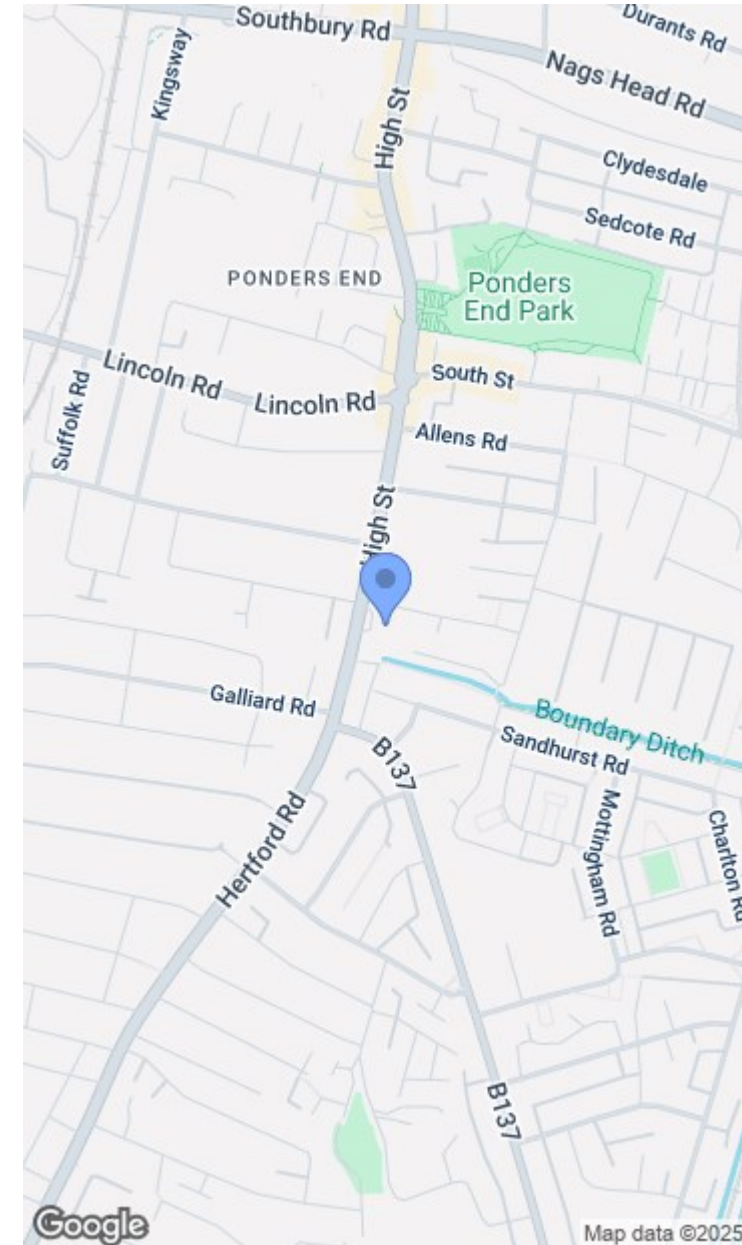 Southbury Rd
Durants Rd
Kingsway
Nags Head Rd
High St
Clydesdale
Sedcote Rd
PONDERS END
Ponders
End Park
Lincoln Rd
Lincoln Rd
South St
Suffolk Rd
Allens Rd
High St
Galliard Rd
Boundary Ditch
Sandhurst Rd
B137
Mottingham Rd
Charlton Rd
Hertford Rd
B137
Google
Map data ©2025